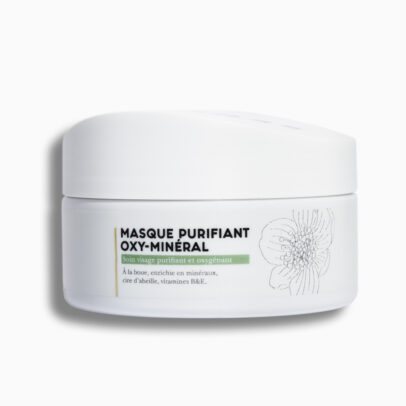 MASQUE PURIFIANT
OXY-MINÉRAL
Soin visage purifiant et oxygénant
À la boue, enrichie en minéraux,
cire d'abeille, vitamines B&E.